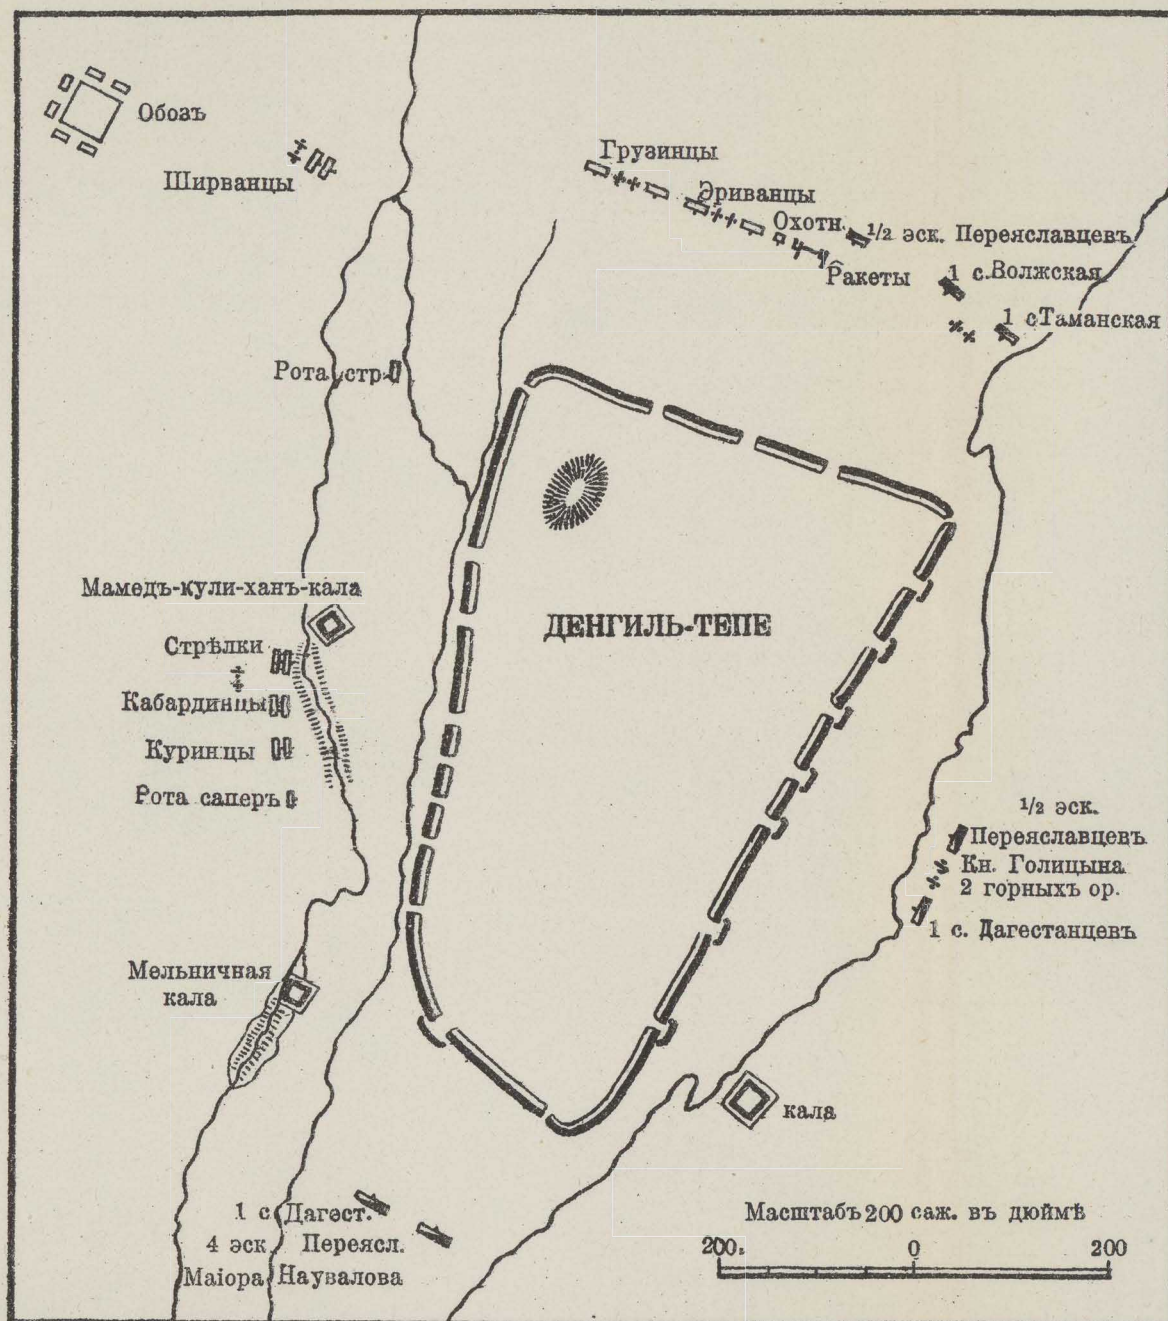 Обозъ
Ширванцы
Грузинцы
Эриванцы
Охотн.
1/2 эск. Переяславцевъ
Ракеты
1 с. Волжская
1 с Таманская
Рота стр.
Мамедъ-кули-ханъ-кала
Стрѣлки
Кабардинцы
Куринцы
Рота саперъ
ДЕНГИЛЬ-ТЕПЕ
1/2 эск.
Переяславцевъ
Кн. Голицына
2 горныхъ ор.
1 с. Дагестанцевъ
Мельничная
кала
кала
1 с. Дагест.
4 эск. Переясл.
Маіора Наувалова
Масштабъ 200 саж. въ дюймѣ
200. 0 200